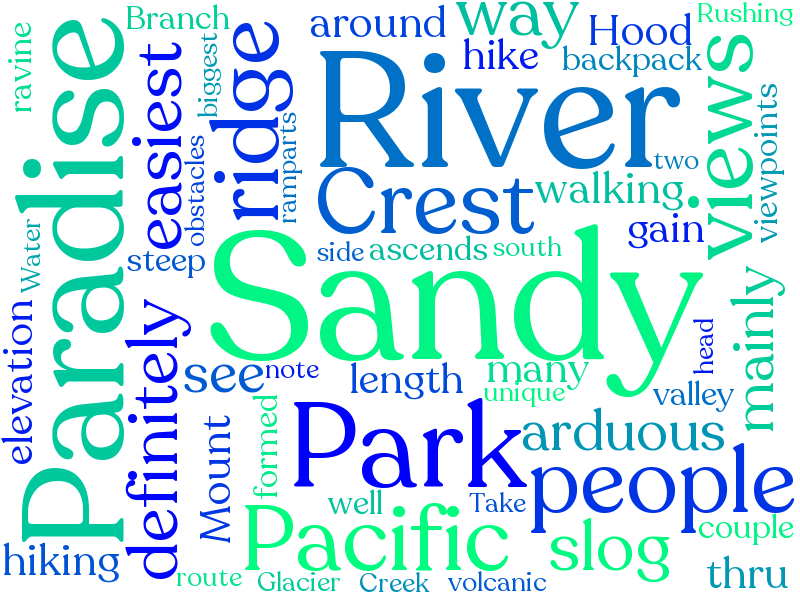 Branch
around
way
Rushing
Hood
hike
backpack
ravine
Paradise
easiest
biggest
ridge
River
views
viewpoints
obstacles
ramparts
two
Crest
walking
gain
Water
steep
side
ascends
south
Sandy
elevation
definitely
see
note
length
many
unique
head
valley
mainly
Mount
formed
Park
arduous
people
well
Take
hiking
Pacific
slog
couple
route
Glacier
Creek
volcanic
thru